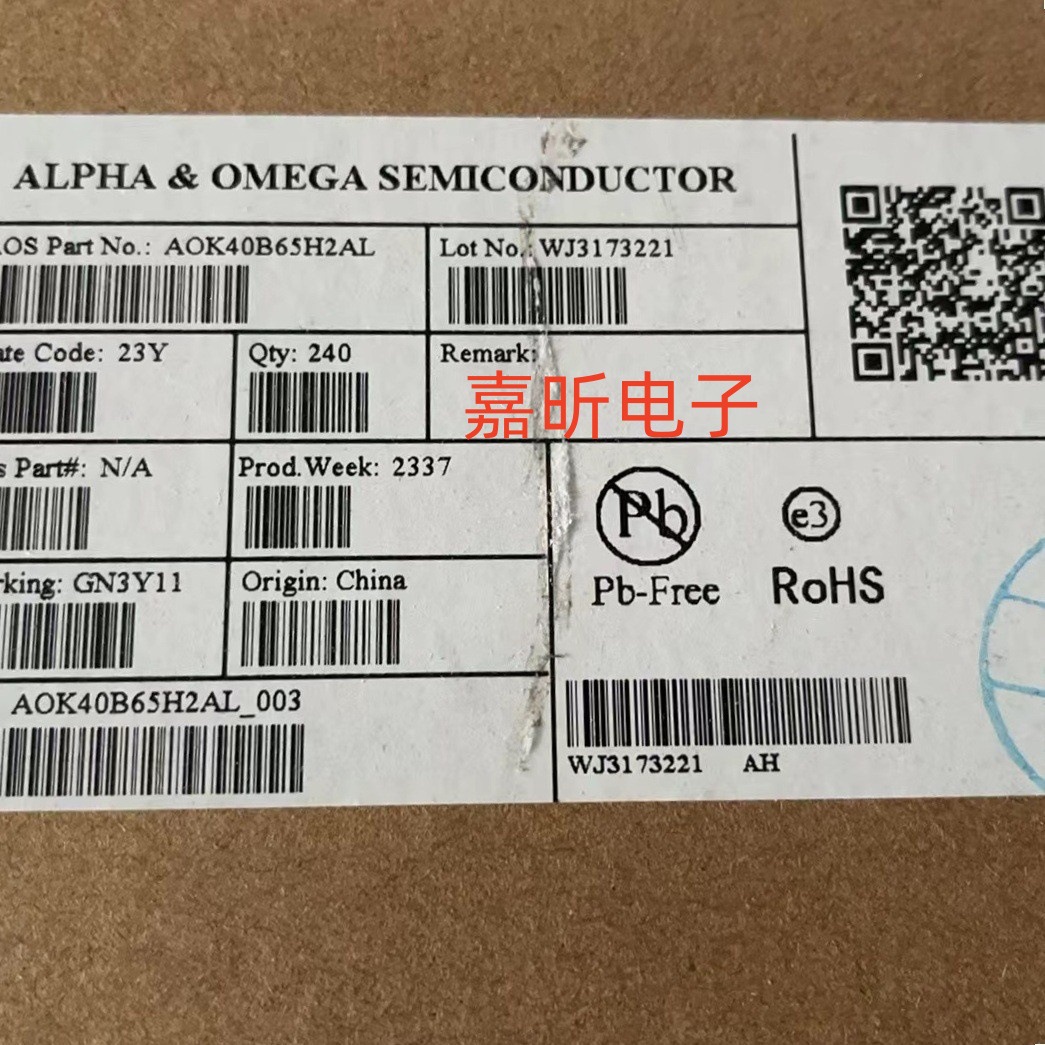 ALPHA & OMEGA SEMICONDUCTOR
AOS Part No.: AOK40B65H2AL
Lot No.: WJ3173221
ate Code: 23Y
Qty: 240
Remark:
嘉昕电子
s Part#: N/A
Prod.Week: 2337
rking: GN3Y11
Origin: China
Pb
e3
Pb-Free
RoHS
AOK40B65H2AL_003
WJ3173221 AH